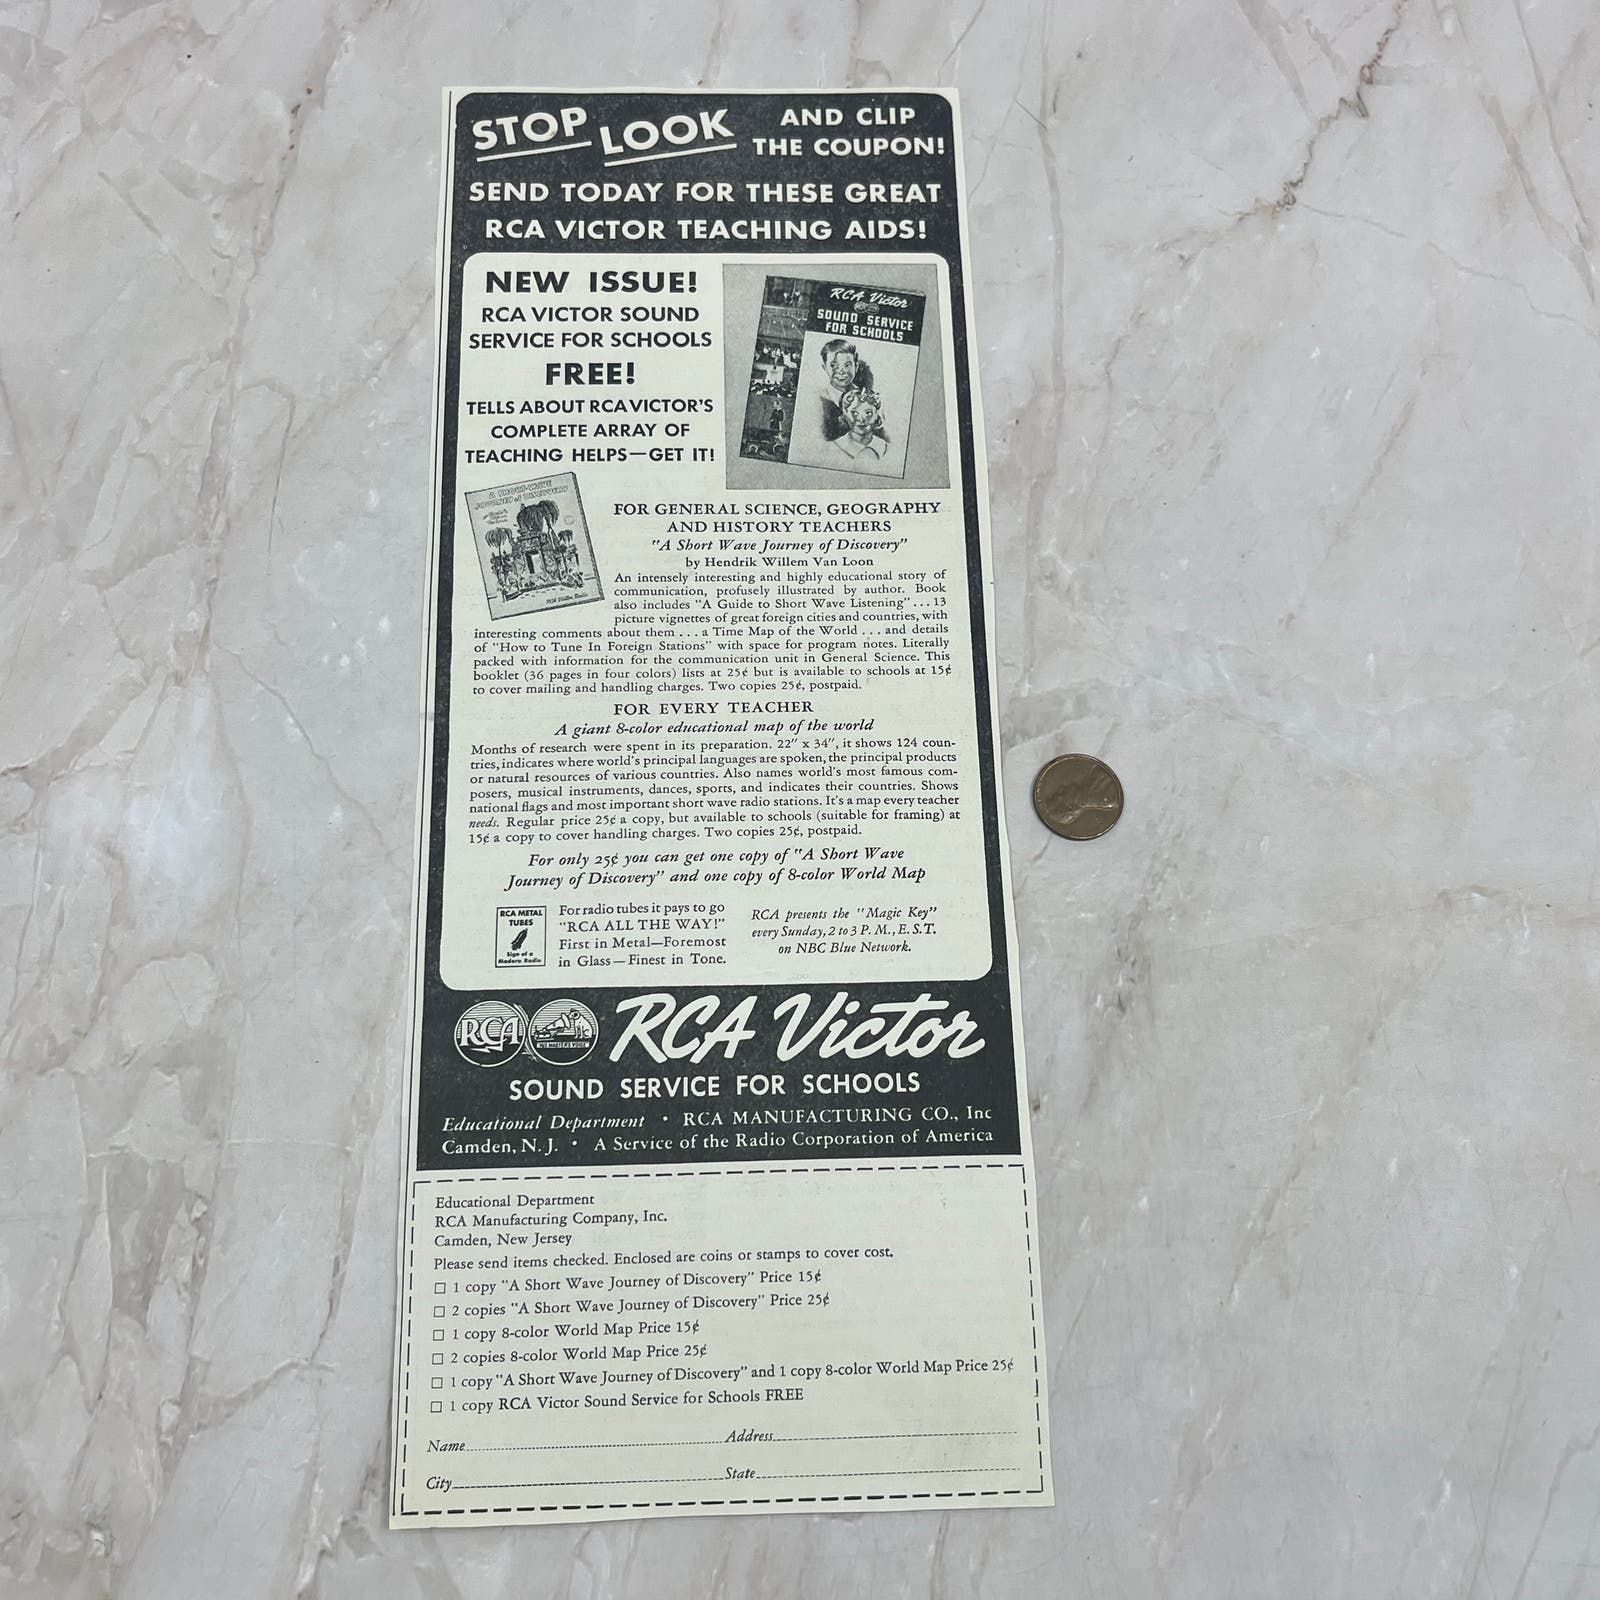 STOP LOOK AND CLIP
THE COUPON!
SEND TODAY FOR THESE GREAT
RCA VICTOR TEACHING AIDS!
NEW ISSUE!
RCA VICTOR SOUND
SERVICE FOR SCHOOLS
FREE!
TELLS ABOUT RCA VICTOR'S
COMPLETE ARRAY OF
TEACHING HELPS—GET IT!
RCA Victor
SOUND SERVICE
FOR SCHOOLS
A SHORT-WAVE
JOURNEY of DISCOVERY
RCA Victor Radio
FOR GENERAL SCIENCE, GEOGRAPHY
AND HISTORY TEACHERS
"A Short Wave Journey of Discovery"
by Hendrik Willem Van Loon
An intensely interesting and highly educational story of
communication, profusely illustrated by author. Book
also includes "A Guide to Short Wave Listening" . . . 13
picture vignettes of great foreign cities and countries, with
interesting comments about them . . . a Time Map of the World . . . and details
of "How to Tune In Foreign Stations" with space for program notes. Literally
packed with information for the communication unit in General Science. This
booklet (36 pages in four colors) lists at 25¢ but is available to schools at 15¢
to cover mailing and handling charges. Two copies 25¢, postpaid.
FOR EVERY TEACHER
A giant 8-color educational map of the world
Months of research were spent in its preparation. 22" x 34", it shows 124 coun-
tries, indicates where world's principal languages are spoken, the principal products
or natural resources of various countries. Also names world's most famous com-
posers, musical instruments, dances, sports, and indicates their countries. Shows
national flags and most important short wave radio stations. It's a map every teacher
needs. Regular price 25¢ a copy, but available to schools (suitable for framing) at
15¢ a copy to cover handling charges. Two copies 25¢, postpaid.
For only 25¢ you can get one copy of "A Short Wave
Journey of Discovery" and one copy of 8-color World Map
RCA METAL
TUBES
Sign of a
Modern Radio
For radio tubes it pays to go
"RCA ALL THE WAY!"
First in Metal—Foremost
in Glass—Finest in Tone.
RCA presents the "Magic Key"
every Sunday, 2 to 3 P. M., E. S. T.
on NBC Blue Network.
RCA
"HIS MASTER'S VOICE"
RCA Victor
SOUND SERVICE FOR SCHOOLS
Educational Department • RCA MANUFACTURING CO., Inc
Camden, N. J. • A Service of the Radio Corporation of America
Educational Department
RCA Manufacturing Company, Inc.
Camden, New Jersey
Please send items checked. Enclosed are coins or stamps to cover cost.
☐ 1 copy "A Short Wave Journey of Discovery" Price 15¢
☐ 2 copies "A Short Wave Journey of Discovery" Price 25¢
☐ 1 copy 8-color World Map Price 15¢
☐ 2 copies 8-color World Map Price 25¢
☐ 1 copy "A Short Wave Journey of Discovery" and 1 copy 8-color World Map Price 25¢
☐ 1 copy RCA Victor Sound Service for Schools FREE
Name Address
City State